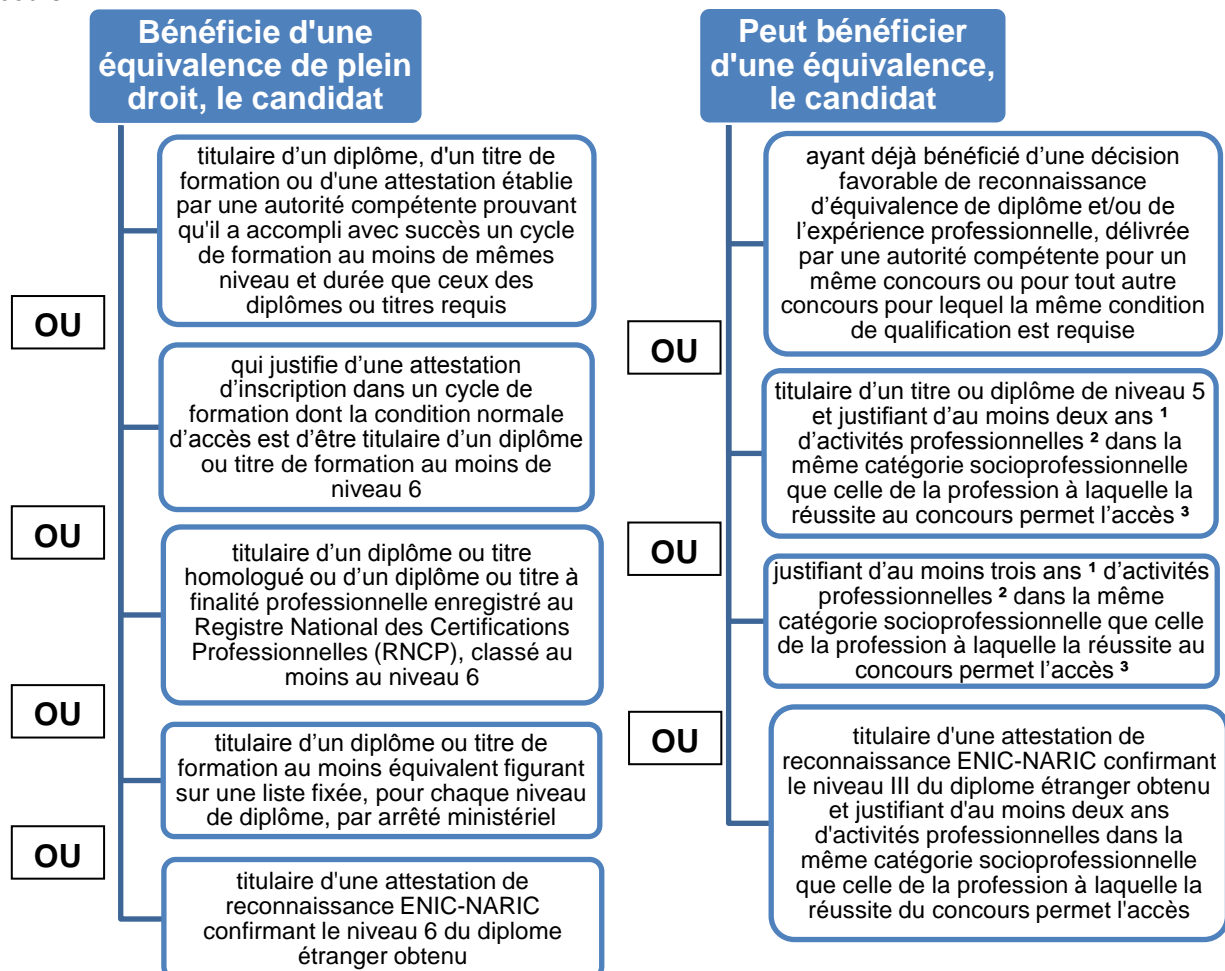 Bénéficie d'une
équivalence de plein
droit, le candidat
titulaire d’un diplôme, d'un titre de
formation ou d'une attestation établie
par une autorité compétente prouvant
qu'il a accompli avec succès un cycle
de formation au moins de mêmes
niveau et durée que ceux des
diplômes ou titres requis
OU
qui justifie d’une attestation
d’inscription dans un cycle de
formation dont la condition normale
d’accès est d’être titulaire d’un diplôme
ou titre de formation au moins de
niveau 6
OU
titulaire d’un diplôme ou titre
homologué ou d’un diplôme ou titre à
finalité professionnelle enregistré au
Registre National des Certifications
Professionnelles (RNCP), classé au
moins au niveau 6
OU
titulaire d’un diplôme ou titre de
formation au moins équivalent figurant
sur une liste fixée, pour chaque niveau
de diplôme, par arrêté ministériel
OU
titulaire d'une attestation de
reconnaissance ENIC-NARIC
confirmant le niveau 6 du diplome
étranger obtenu
Peut bénéficier
d'une équivalence,
le candidat
ayant déjà bénéficié d’une décision
favorable de reconnaissance
d’équivalence de diplôme et/ou de
l’expérience professionnelle, délivrée
par une autorité compétente pour un
même concours ou pour tout autre
concours pour lequel la même condition
de qualification est requise
OU
titulaire d’un titre ou diplôme de niveau 5
et justifiant d’au moins deux ans ¹
d’activités professionnelles ² dans la
même catégorie socioprofessionnelle
que celle de la profession à laquelle la
réussite au concours permet l’accès ³
OU
justifiant d’au moins trois ans ¹ d’activités
professionnelles ² dans la même
catégorie socioprofessionnelle que celle
de la profession à laquelle la réussite au
concours permet l’accès ³
OU
titulaire d'une attestation de
reconnaissance ENIC-NARIC confirmant
le niveau III du diplome étranger obtenu
et justifiant d'au moins deux ans
d'activités professionnelles dans la
même catégorie socioprofessionnelle
que celle de la profession à laquelle la
réussite du concours permet l'accès